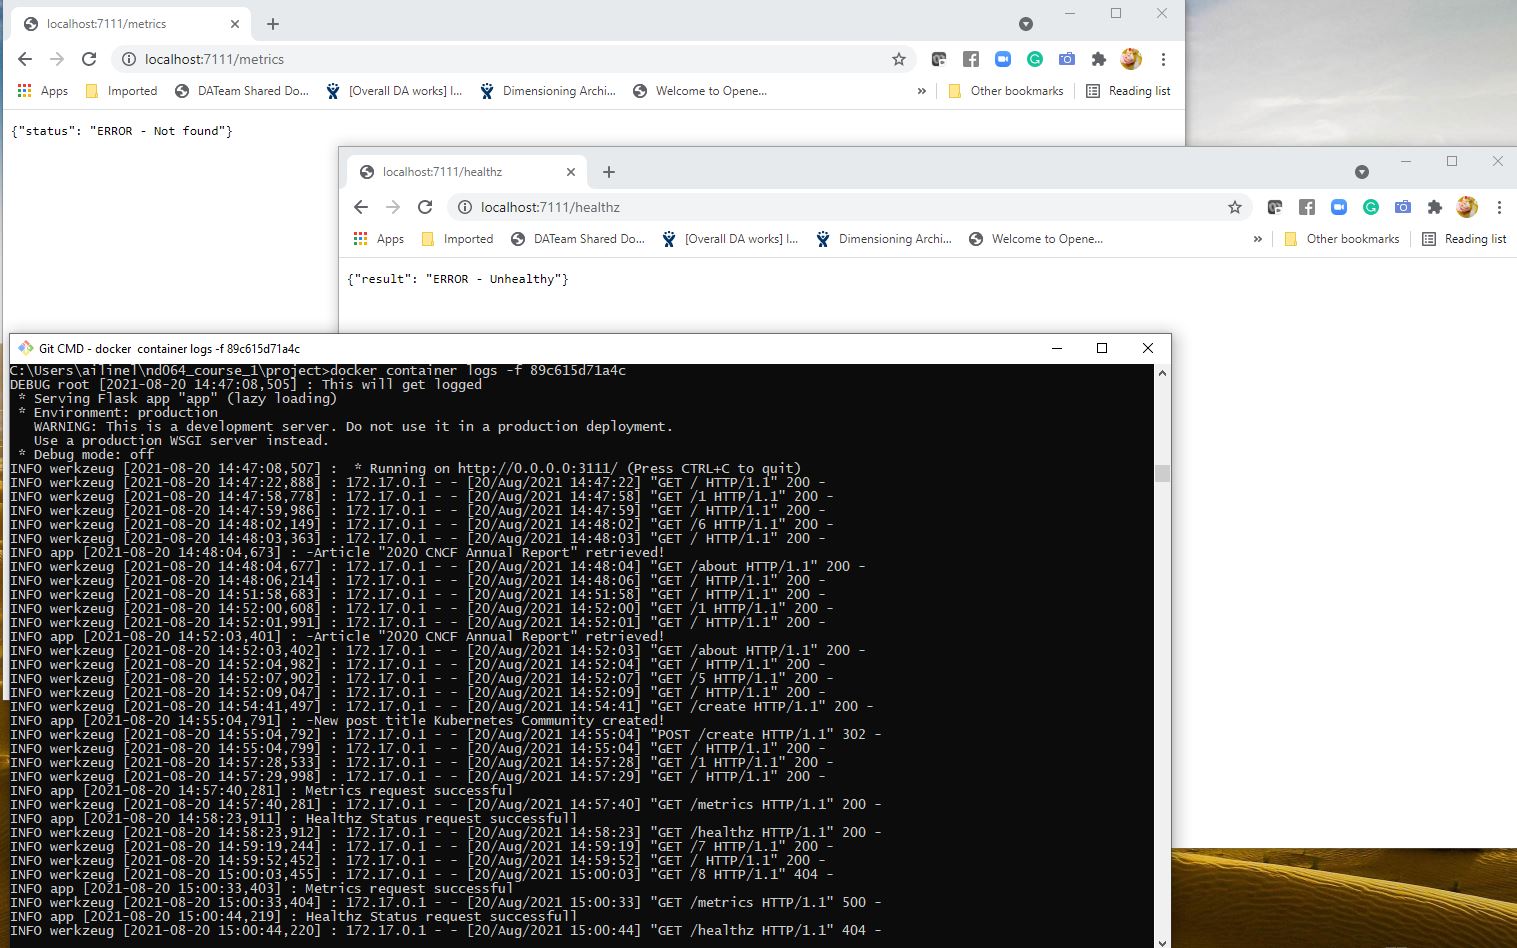 localhost:7111/metrics
localhost:7111/metrics
Apps
Imported
DATeam Shared Do...
[Overall DA works] I...
Dimensioning Archi...
Welcome to Opene...
»
Other bookmarks
Reading list
{"status": "ERROR - Not found"}
localhost:7111/healthz
localhost:7111/healthz
Apps
Imported
DATeam Shared Do...
[Overall DA works] I...
Dimensioning Archi...
Welcome to Opene...
»
Other bookmarks
Reading list
{"result": "ERROR - Unhealthy"}
Git CMD - docker  container logs -f 89c615d71a4c
C:\Users\ailinel\nd064_course_1\project>docker container logs -f 89c615d71a4c
DEBUG root [2021-08-20 14:47:08,505] : This will get logged
 * Serving Flask app "app" (lazy loading)
 * Environment: production
   WARNING: This is a development server. Do not use it in a production deployment.
   Use a production WSGI server instead.
 * Debug mode: off
INFO werkzeug [2021-08-20 14:47:08,507] :  * Running on http://0.0.0.0:3111/ (Press CTRL+C to quit)
INFO werkzeug [2021-08-20 14:47:22,888] : 172.17.0.1 - - [20/Aug/2021 14:47:22] "GET / HTTP/1.1" 200 -
INFO werkzeug [2021-08-20 14:47:58,778] : 172.17.0.1 - - [20/Aug/2021 14:47:58] "GET /1 HTTP/1.1" 200 -
INFO werkzeug [2021-08-20 14:47:59,986] : 172.17.0.1 - - [20/Aug/2021 14:47:59] "GET / HTTP/1.1" 200 -
INFO werkzeug [2021-08-20 14:48:02,149] : 172.17.0.1 - - [20/Aug/2021 14:48:02] "GET /6 HTTP/1.1" 200 -
INFO werkzeug [2021-08-20 14:48:03,363] : 172.17.0.1 - - [20/Aug/2021 14:48:03] "GET / HTTP/1.1" 200 -
INFO app [2021-08-20 14:48:04,673] : -Article "2020 CNCF Annual Report" retrieved!
INFO werkzeug [2021-08-20 14:48:04,677] : 172.17.0.1 - - [20/Aug/2021 14:48:04] "GET /about HTTP/1.1" 200 -
INFO werkzeug [2021-08-20 14:48:06,214] : 172.17.0.1 - - [20/Aug/2021 14:48:06] "GET / HTTP/1.1" 200 -
INFO werkzeug [2021-08-20 14:51:58,683] : 172.17.0.1 - - [20/Aug/2021 14:51:58] "GET / HTTP/1.1" 200 -
INFO werkzeug [2021-08-20 14:52:00,608] : 172.17.0.1 - - [20/Aug/2021 14:52:00] "GET /1 HTTP/1.1" 200 -
INFO werkzeug [2021-08-20 14:52:01,991] : 172.17.0.1 - - [20/Aug/2021 14:52:01] "GET / HTTP/1.1" 200 -
INFO app [2021-08-20 14:52:03,401] : -Article "2020 CNCF Annual Report" retrieved!
INFO werkzeug [2021-08-20 14:52:03,402] : 172.17.0.1 - - [20/Aug/2021 14:52:03] "GET /about HTTP/1.1" 200 -
INFO werkzeug [2021-08-20 14:52:04,982] : 172.17.0.1 - - [20/Aug/2021 14:52:04] "GET / HTTP/1.1" 200 -
INFO werkzeug [2021-08-20 14:52:07,902] : 172.17.0.1 - - [20/Aug/2021 14:52:07] "GET /5 HTTP/1.1" 200 -
INFO werkzeug [2021-08-20 14:52:09,047] : 172.17.0.1 - - [20/Aug/2021 14:52:09] "GET / HTTP/1.1" 200 -
INFO werkzeug [2021-08-20 14:54:41,497] : 172.17.0.1 - - [20/Aug/2021 14:54:41] "GET /create HTTP/1.1" 200 -
INFO app [2021-08-20 14:55:04,791] : -New post title Kubernetes Community created!
INFO werkzeug [2021-08-20 14:55:04,792] : 172.17.0.1 - - [20/Aug/2021 14:55:04] "POST /create HTTP/1.1" 302 -
INFO werkzeug [2021-08-20 14:55:04,799] : 172.17.0.1 - - [20/Aug/2021 14:55:04] "GET / HTTP/1.1" 200 -
INFO werkzeug [2021-08-20 14:57:28,533] : 172.17.0.1 - - [20/Aug/2021 14:57:28] "GET /1 HTTP/1.1" 200 -
INFO werkzeug [2021-08-20 14:57:29,998] : 172.17.0.1 - - [20/Aug/2021 14:57:29] "GET / HTTP/1.1" 200 -
INFO app [2021-08-20 14:57:40,281] : Metrics request successful
INFO werkzeug [2021-08-20 14:57:40,281] : 172.17.0.1 - - [20/Aug/2021 14:57:40] "GET /metrics HTTP/1.1" 200 -
INFO app [2021-08-20 14:58:23,911] : Healthz Status request successfull
INFO werkzeug [2021-08-20 14:58:23,912] : 172.17.0.1 - - [20/Aug/2021 14:58:23] "GET /healthz HTTP/1.1" 200 -
INFO werkzeug [2021-08-20 14:59:19,244] : 172.17.0.1 - - [20/Aug/2021 14:59:19] "GET /7 HTTP/1.1" 200 -
INFO werkzeug [2021-08-20 14:59:52,452] : 172.17.0.1 - - [20/Aug/2021 14:59:52] "GET / HTTP/1.1" 200 -
INFO werkzeug [2021-08-20 15:00:03,455] : 172.17.0.1 - - [20/Aug/2021 15:00:03] "GET /8 HTTP/1.1" 404 -
INFO app [2021-08-20 15:00:33,403] : Metrics request successful
INFO werkzeug [2021-08-20 15:00:33,404] : 172.17.0.1 - - [20/Aug/2021 15:00:33] "GET /metrics HTTP/1.1" 500 -
INFO app [2021-08-20 15:00:44,219] : Healthz Status request successfull
INFO werkzeug [2021-08-20 15:00:44,220] : 172.17.0.1 - - [20/Aug/2021 15:00:44] "GET /healthz HTTP/1.1" 404 -